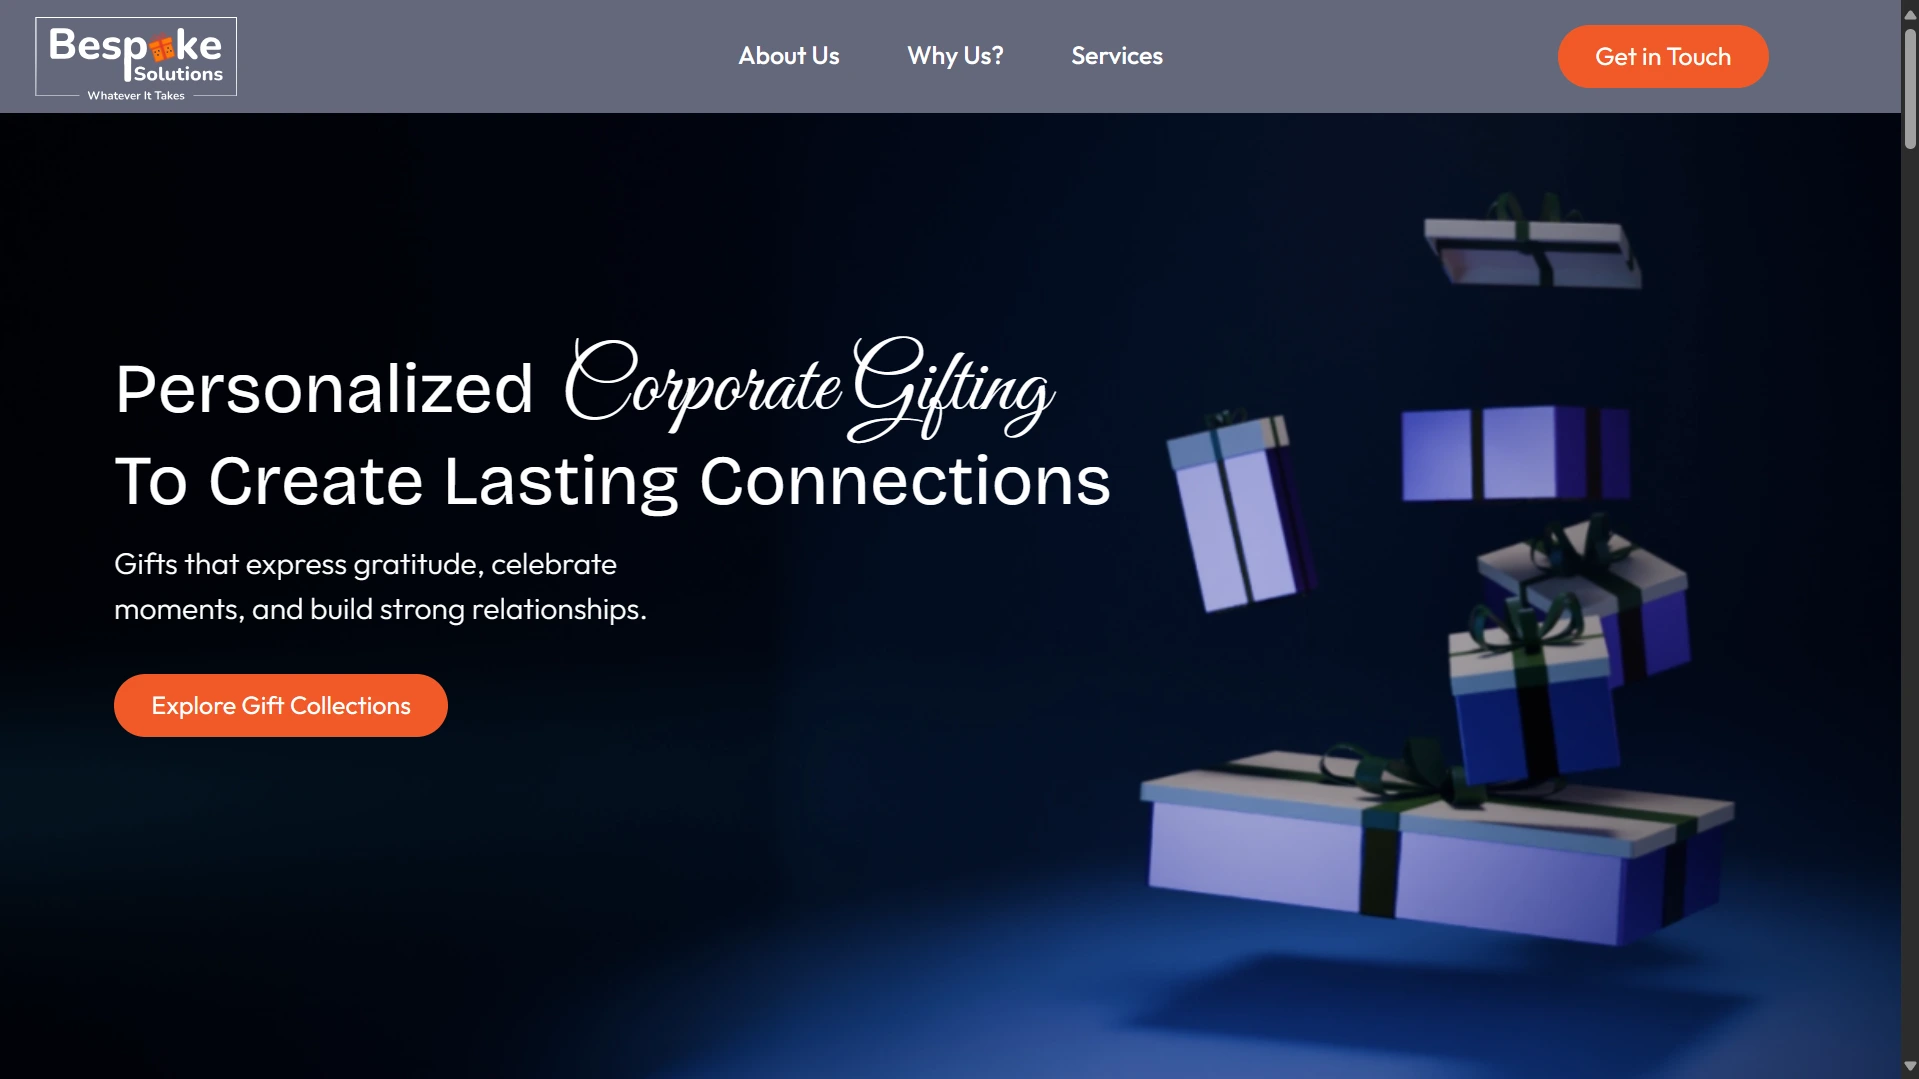 Bespoke
Solutions
Whatever It Takes
About Us
Why Us?
Services
Get in Touch
Personalized Corporate Gifting
To Create Lasting Connections
Gifts that express gratitude, celebrate
moments, and build strong relationships.
Explore Gift Collections